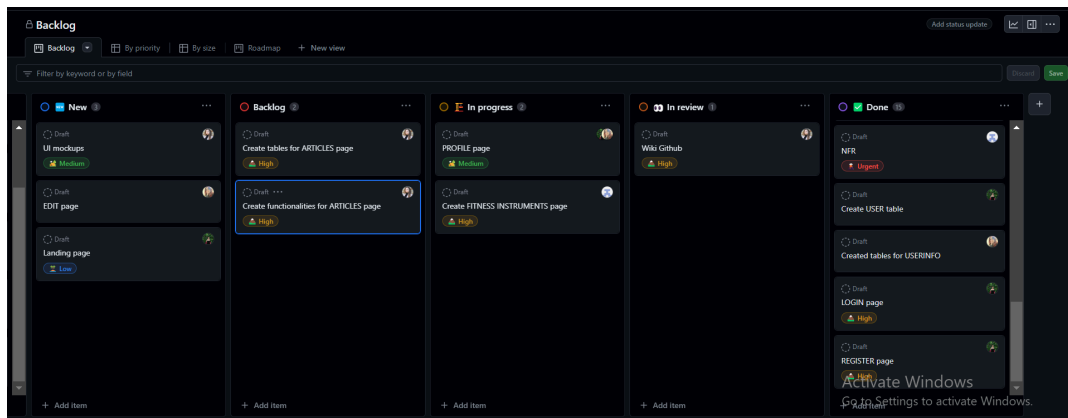 Backlog
Add status update
Backlog
By priority
By size
Roadmap
+ New view
Filter by keyword or by field
Discard
Save
NEW New 3
Draft
UI mockups
Medium
Draft
EDIT page
Draft
Landing page
Low
+ Add item
Backlog 2
Draft
Create tables for ARTICLES page
High
Draft
Create functionalities for ARTICLES page
High
+ Add item
In progress 2
Draft
PROFILE page
Medium
Draft
Create FITNESS INSTRUMENTS page
High
+ Add item
In review 1
Draft
Wiki Github
High
+ Add item
Done 15
Draft
NFR
Urgent
Draft
Create USER table
Draft
Created tables for USERINFO
Draft
LOGIN page
High
Draft
REGISTER page
High
+ Add item
Activate Windows
Go to Settings to activate Windows.